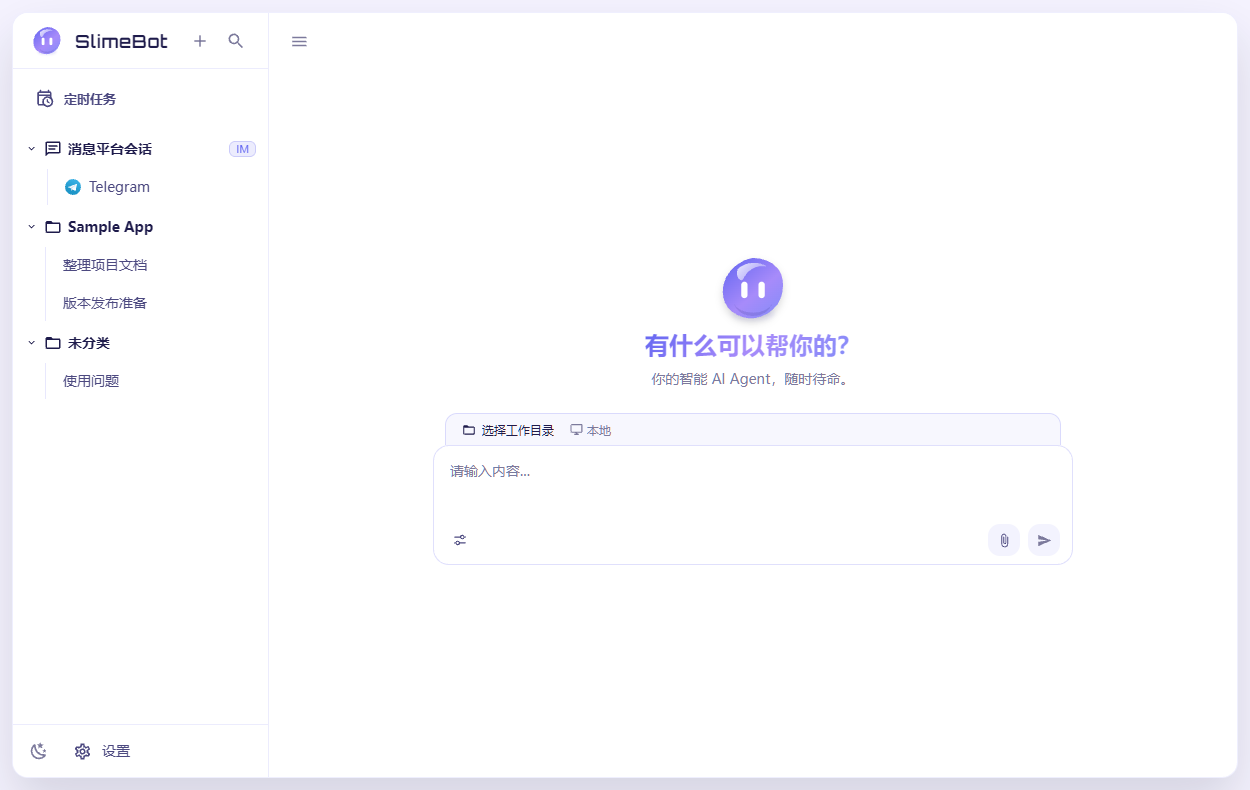 SlimeBot
定时任务
消息平台会话 IM
Telegram
Sample App
整理项目文档
版本发布准备
未分类
使用问题
设置
有什么可以帮你的?
你的智能 AI Agent，随时待命。
选择工作目录 本地
请输入内容...